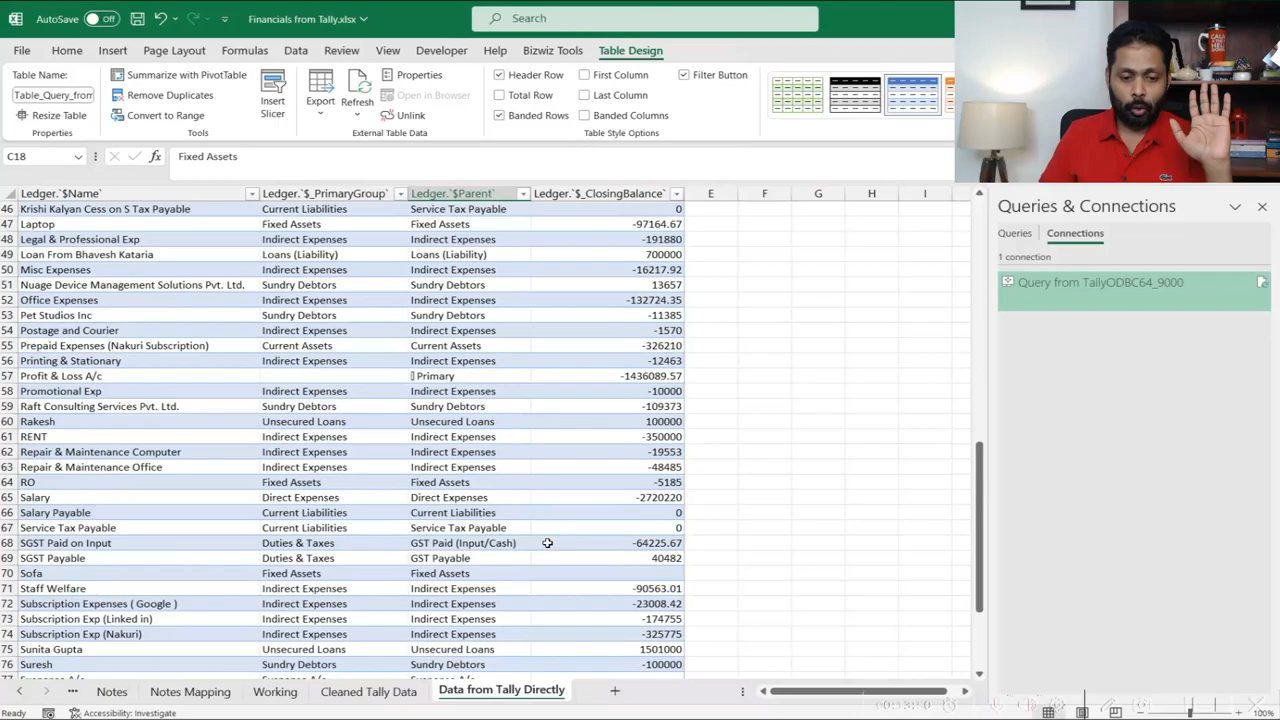 AutoSave Off Financials from Tally.xlsx Search
File Home Insert Page Layout Formulas Data Review View Developer Help Bizwiz Tools Table Design
Table Name: Summarize with PivotTable Properties Header Row First Column Filter Button
Table_Query_from Remove Duplicates Insert Slicer Export Refresh Open in Browser Total Row Last Column
Resize Table Convert to Range Unlink Banded Rows Banded Columns
Properties Tools External Table Data Table Style Options
C18 fx Fixed Assets
Ledger.`$Name` Ledger.`$_PrimaryGroup` Ledger.`$Parent` Ledger.`$_ClosingBalance` E F G H I
46 Krishi Kalyan Cess on S Tax Payable Current Liabilities Service Tax Payable 0
47 Laptop Fixed Assets Fixed Assets -97164.67
48 Legal & Professional Exp Indirect Expenses Indirect Expenses -191880
49 Loan From Bhavesh Kataria Loans (Liability) Loans (Liability) 700000
50 Misc Expenses Indirect Expenses Indirect Expenses -16217.92
51 Nuage Device Management Solutions Pvt. Ltd. Sundry Debtors Sundry Debtors 13657
52 Office Expenses Indirect Expenses Indirect Expenses -132724.35
53 Pet Studios Inc Sundry Debtors Sundry Debtors -11385
54 Postage and Courier Indirect Expenses Indirect Expenses -1570
55 Prepaid Expenses (Nakuri Subscription) Current Assets Current Assets -326210
56 Printing & Stationary Indirect Expenses Indirect Expenses -12463
57 Profit & Loss A/c Primary -1436089.57
58 Promotional Exp Indirect Expenses Indirect Expenses -10000
59 Raft Consulting Services Pvt. Ltd. Sundry Debtors Sundry Debtors -109373
60 Rakesh Unsecured Loans Unsecured Loans 100000
61 RENT Indirect Expenses Indirect Expenses -350000
62 Repair & Maintenance Computer Indirect Expenses Indirect Expenses -19553
63 Repair & Maintenance Office Indirect Expenses Indirect Expenses -48485
64 RO Fixed Assets Fixed Assets -5185
65 Salary Direct Expenses Direct Expenses -2720220
66 Salary Payable Current Liabilities Current Liabilities 0
67 Service Tax Payable Current Liabilities Service Tax Payable 0
68 SGST Paid on Input Duties & Taxes GST Paid (Input/Cash) -64225.67
69 SGST Payable Duties & Taxes GST Payable 40482
70 Sofa Fixed Assets Fixed Assets
71 Staff Welfare Indirect Expenses Indirect Expenses -90563.01
72 Subscription Expenses ( Google ) Indirect Expenses Indirect Expenses -23008.42
73 Subscription Exp (Linked in) Indirect Expenses Indirect Expenses -174755
74 Subscription Exp (Nakuri) Indirect Expenses Indirect Expenses -325775
75 Sunita Gupta Unsecured Loans Unsecured Loans 1501000
76 Suresh Sundry Debtors Sundry Debtors -100000
Notes Notes Mapping Working Cleaned Tally Data Data from Tally Directly
Ready Accessibility: Investigate 100%
Queries & Connections
Queries Connections
1 connection
Query from TallyODBC64_9000